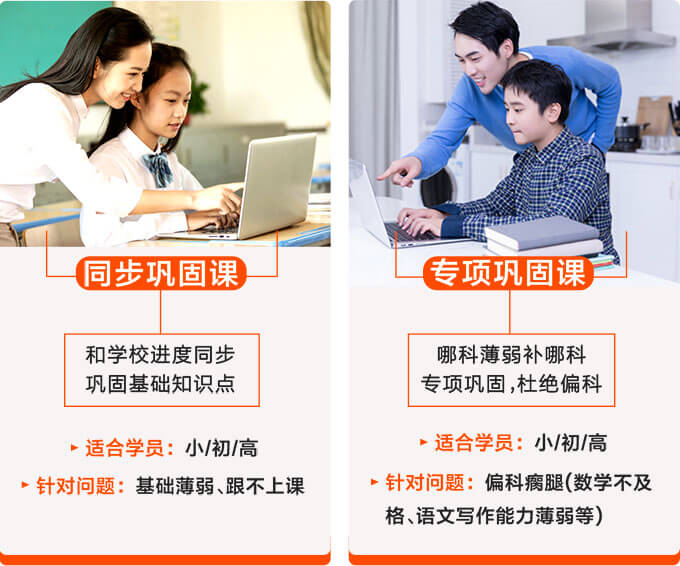 同步巩固课
和学校进度同步
巩固基础知识点
适合学员：小/初/高
针对问题：基础薄弱、跟不上课
专项巩固课
哪科薄弱补哪科
专项巩固,杜绝偏科
适合学员：小/初/高
针对问题：偏科瘸腿(数学不及
格、语文写作能力薄弱等)